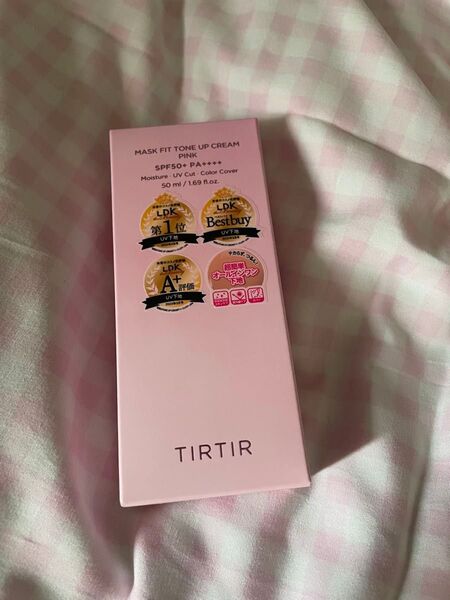 MASK FIT TONE UP CREAM
PINK
SPF50+ PA++++
Moisture · UV Cut · Color Cover
50 ml / 1.69 fl.oz.
LDK
第1位
UV下地
LDK
Best buy
UV下地
LDK
A+評価
UV下地
超簡単
オールインワン
下地
TIRTIR